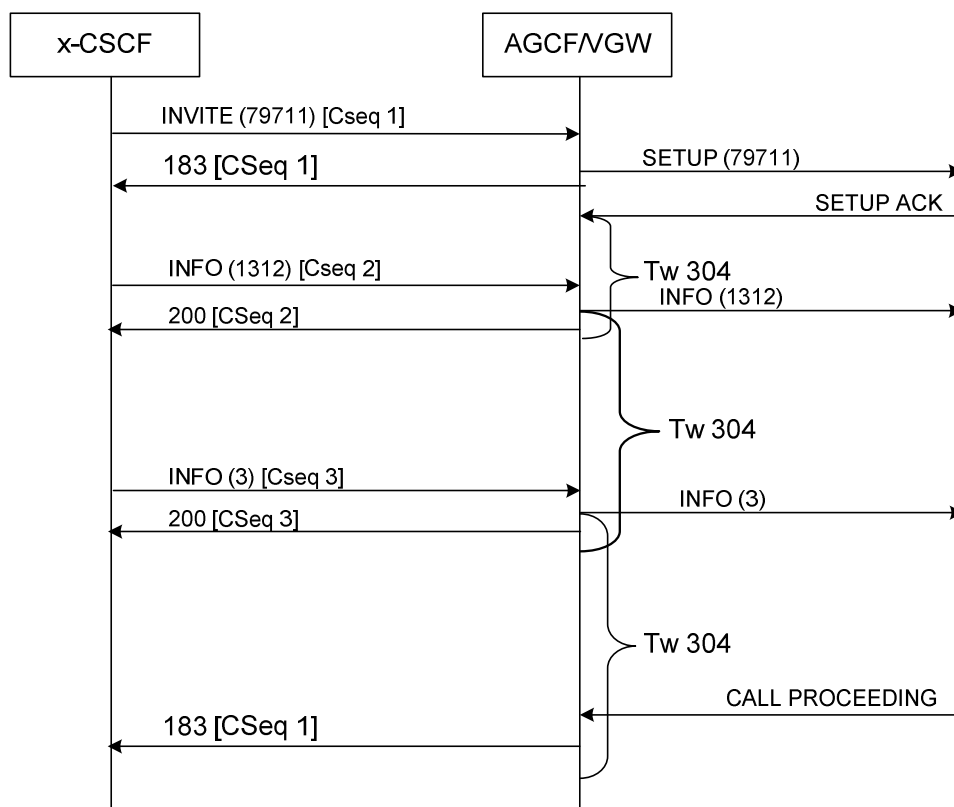 x-CSCF
AGCF/VGW
INVITE (79711) [Cseq 1]
183 [CSeq 1]
SETUP (79711)
SETUP ACK
INFO (1312) [Cseq 2]
Tw 304
INFO (1312)
200 [CSeq 2]
Tw 304
INFO (3) [Cseq 3]
INFO (3)
200 [CSeq 3]
Tw 304
CALL PROCEEDING
183 [CSeq 1]